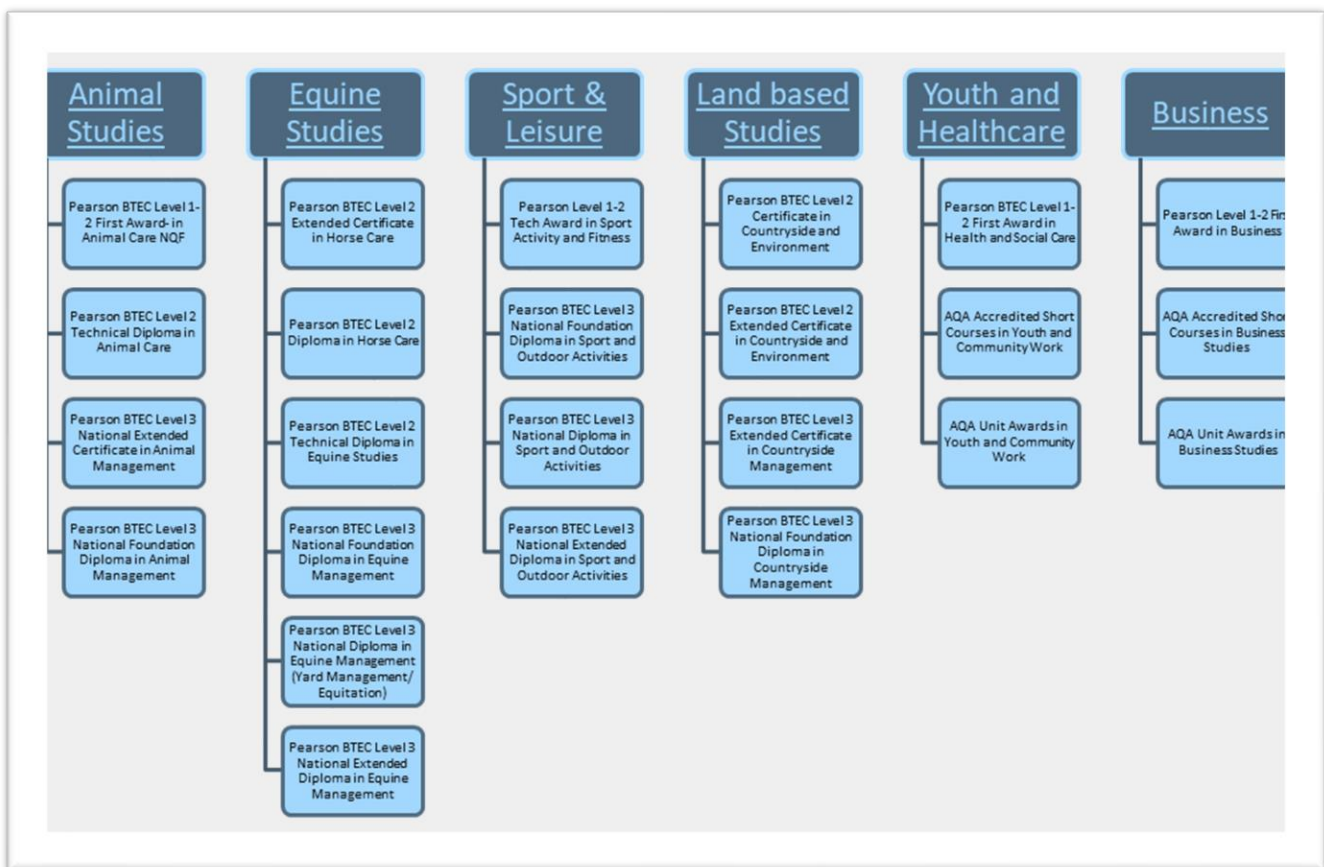 Animal
Studies
Pearson BTEC Level 1-
2 First Award- in
Animal Care NQF
Pearson BTEC Level 2
Technical Diploma in
Animal Care
Pearson BTEC Level 3
National Extended
Certificate in Animal
Management
Pearson BTEC Level 3
National Foundation
Diploma in Animal
Management
Equine
Studies
Pearson BTEC Level 2
Extended Certificate
in Horse Care
Pearson BTEC Level 2
Diploma in Horse Care
Pearson BTEC Level 2
Technical Diploma in
Equine Studies
Pearson BTEC Level 3
National Foundation
Diploma in Equine
Management
Pearson BTEC Level 3
National Diploma in
Equine Management
(Yard Management/
Equitation)
Pearson BTEC Level 3
National Extended
Diploma in Equine
Management
Sport &
Leisure
Pearson Level 1-2
Tech Award in Sport
Activity and Fitness
Pearson BTEC Level 3
National Foundation
Diploma in Sport and
Outdoor Activities
Pearson BTEC Level 3
National Diploma in
Sport and Outdoor
Activities
Pearson BTEC Level 3
National Extended
Diploma in Sport and
Outdoor Activities
Land based
Studies
Pearson BTEC Level 2
Certificate in
Countryside and
Environment
Pearson BTEC Level 2
Extended Certificate
in Countryside and
Environment
Pearson BTEC Level 3
Extended Certificate
in Countryside
Management
Pearson BTEC Level 3
National Foundation
Diploma in
Countryside
Management
Youth and
Healthcare
Pearson BTEC Level 1-
2 First Award in
Health and Social Care
AQA Accredited Short
Courses in Youth and
Community Work
AQA Unit Awards in
Youth and Community
Work
Business
Pearson Level 1-2
Award in Business
AQA Accredited
Courses in Business
Studies
AQA Unit Awards in
Business Studies